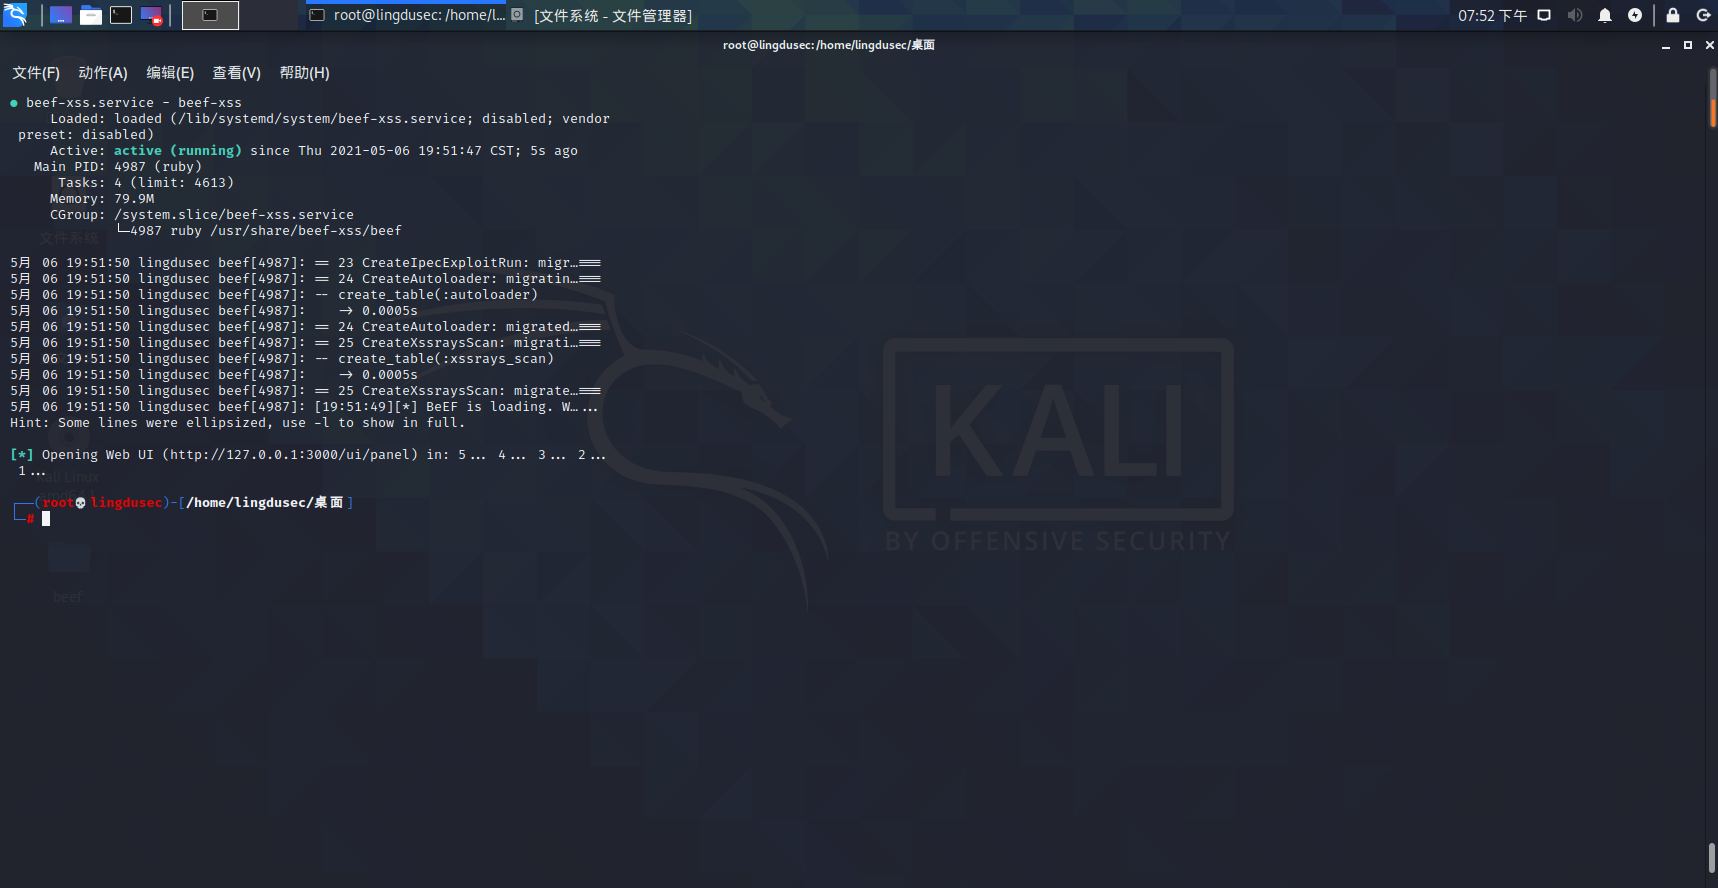 root@lingdusec: /home/l...
[文件系统 - 文件管理器]
07:52 下午
root@lingdusec: /home/lingdusec/桌面
文件(F) 动作(A) 编辑(E) 查看(V) 帮助(H)
● beef-xss.service - beef-xss
Loaded: loaded (/lib/systemd/system/beef-xss.service; disabled; vendor
preset: disabled)
Active: active (running) since Thu 2021-05-06 19:51:47 CST; 5s ago
Main PID: 4987 (ruby)
Tasks: 4 (limit: 4613)
Memory: 79.9M
CGroup: /system.slice/beef-xss.service
└─4987 ruby /usr/share/beef-xss/beef
文件系统
5月 06 19:51:50 lingdusec beef[4987]: == 23 CreateIpecExploitRun: migr…===
5月 06 19:51:50 lingdusec beef[4987]: == 24 CreateAutoloader: migratin…===
5月 06 19:51:50 lingdusec beef[4987]: -- create_table(:autoloader)
5月 06 19:51:50 lingdusec beef[4987]:    -> 0.0005s
5月 06 19:51:50 lingdusec beef[4987]: == 24 CreateAutoloader: migrated…===
5月 06 19:51:50 lingdusec beef[4987]: == 25 CreateXssraysScan: migrati…===
5月 06 19:51:50 lingdusec beef[4987]: -- create_table(:xssrays_scan)
5月 06 19:51:50 lingdusec beef[4987]:    -> 0.0005s
5月 06 19:51:50 lingdusec beef[4987]: == 25 CreateXssraysScan: migrate…===
5月 06 19:51:50 lingdusec beef[4987]: [19:51:49][*] BeEF is loading. W…...
Hint: Some lines were ellipsized, use -l to show in full.
[*] Opening Web UI (http://127.0.0.1:3000/ui/panel) in: 5... 4... 3... 2...
1...
Kali Linux
┌──(root💀lingdusec)-[/home/lingdusec/桌面]
└─#
beef
KALI
BY OFFENSIVE SECURITY